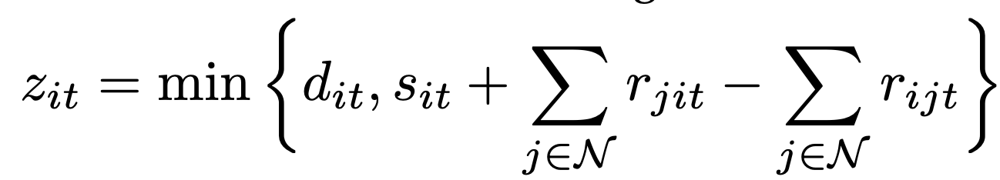 $z_{it} = \min \left\{ d_{it}, s_{it} + \sum_{j \in \mathcal{N}} r_{jit} - \sum_{j \in \mathcal{N}} r_{ijt} \right\}$